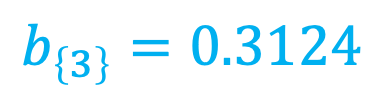 b_{3} = 0.3124